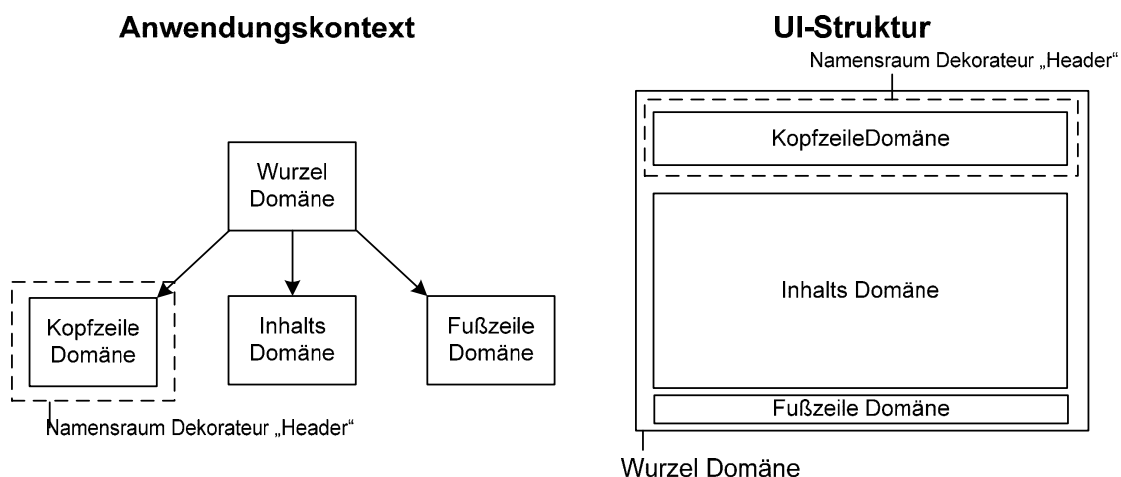 Anwendungskontext
Wurzel
Domäne
Kopfzeile
Domäne
Inhalts
Domäne
Fußzeile
Domäne
Namensraum Dekorateur „Header“
UI-Struktur
Namensraum Dekorateur „Header“
KopfzeileDomäne
Inhalts Domäne
Fußzeile Domäne
Wurzel Domäne